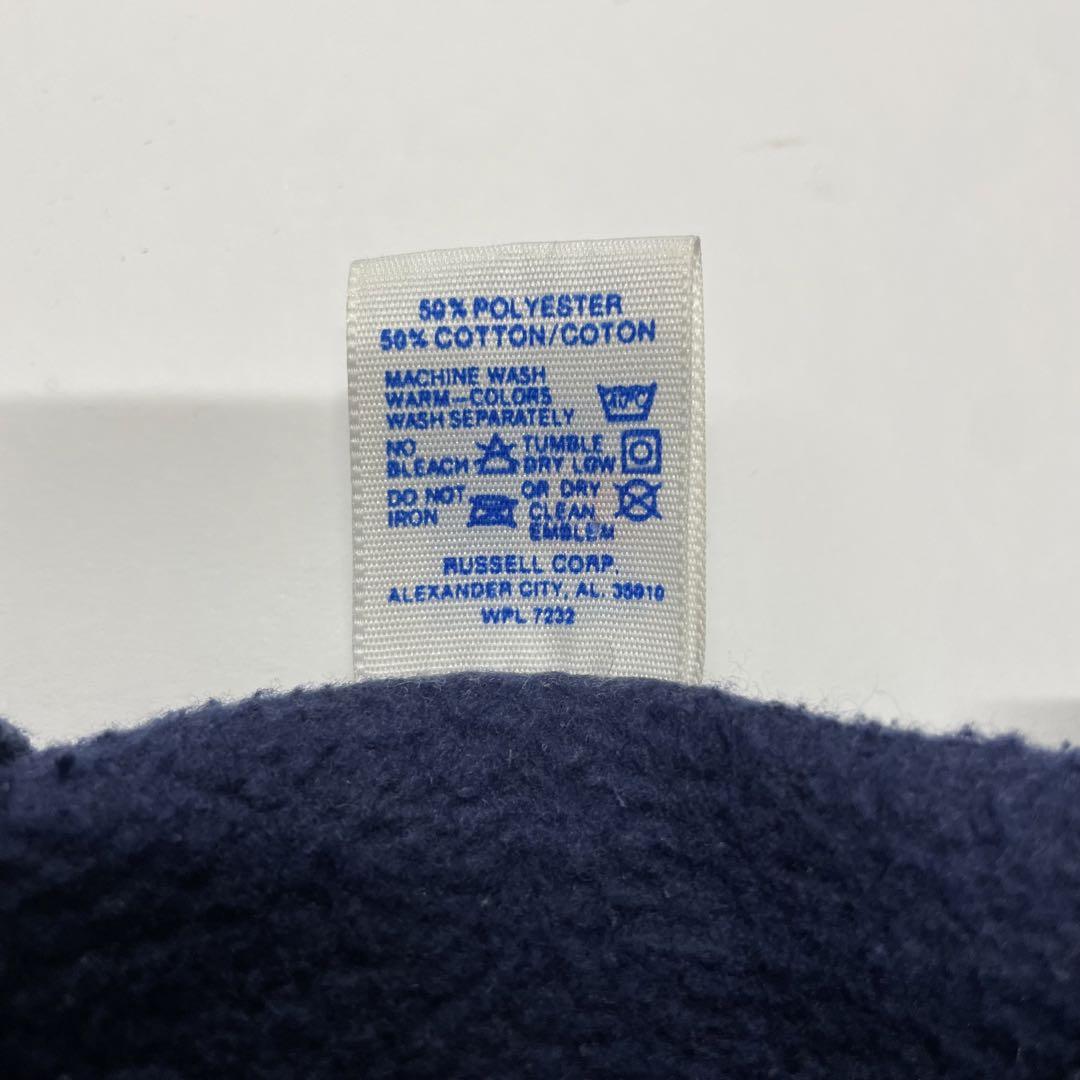 50% POLYESTER
50% COTTON/COTON
MACHINE WASH
WARM-COLORS
WASH SEPARATELY
40°C
NO
BLEACH
TUMBLE
DRY LOW
DO NOT
IRON
OR DRY
CLEAN
EMBLEM
RUSSELL CORP.
ALEXANDER CITY, AL. 35010
WPL 7232